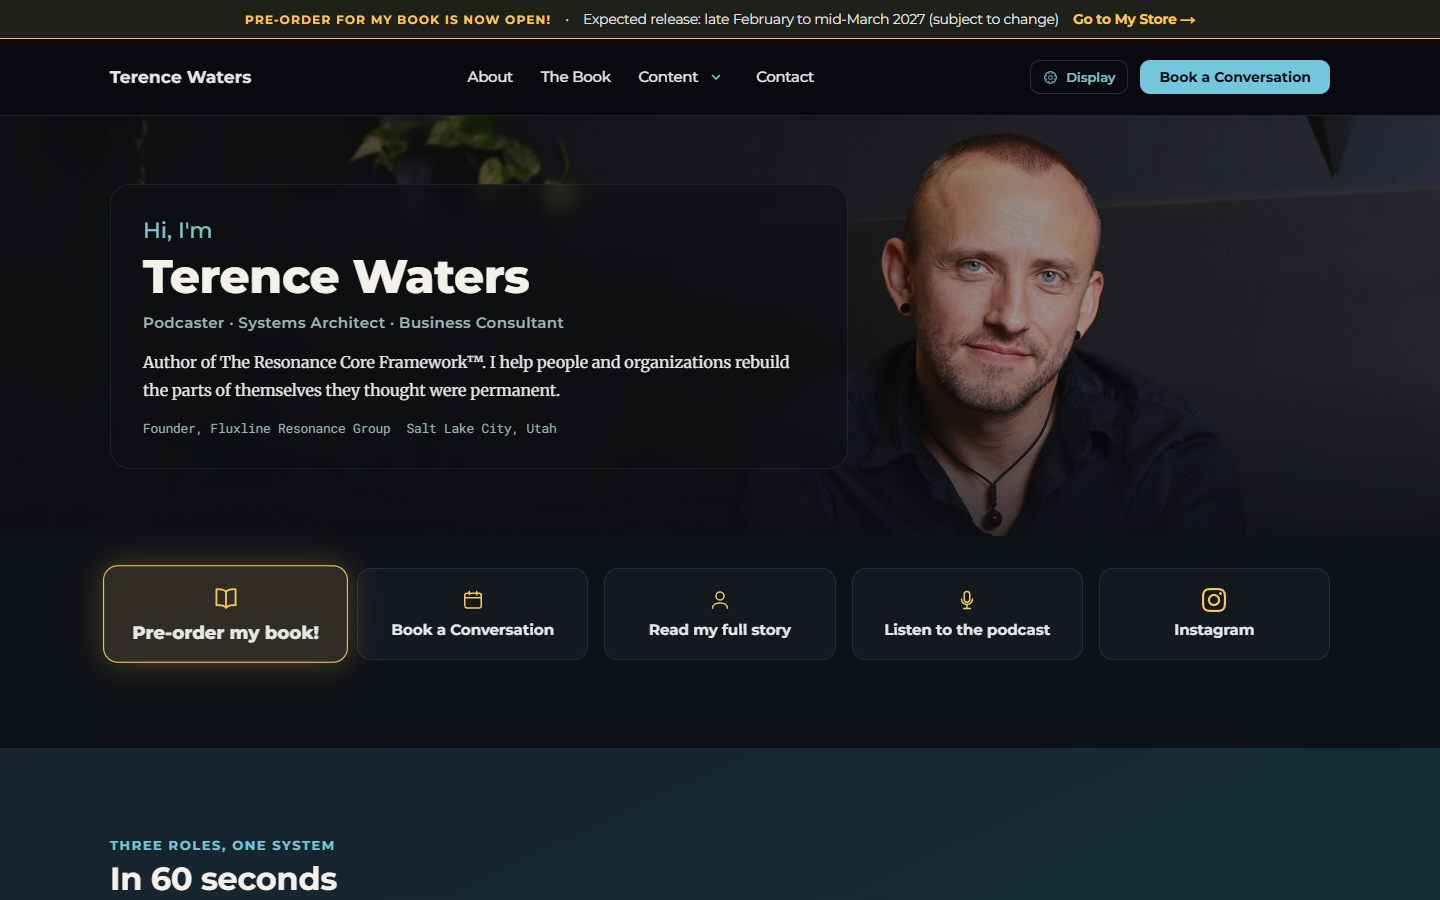 PRE-ORDER FOR MY BOOK IS NOW OPEN! · Expected release: late February to mid-March 2027 (subject to change) Go to My Store →
Terence Waters
About The Book Content Contact
Display
Book a Conversation
Hi, I'm
Terence Waters
Podcaster · Systems Architect · Business Consultant
Author of The Resonance Core Framework™. I help people and organizations rebuild
the parts of themselves they thought were permanent.
Founder, Fluxline Resonance Group Salt Lake City, Utah
Pre-order my book!
Book a Conversation
Read my full story
Listen to the podcast
Instagram
THREE ROLES, ONE SYSTEM
In 60 seconds